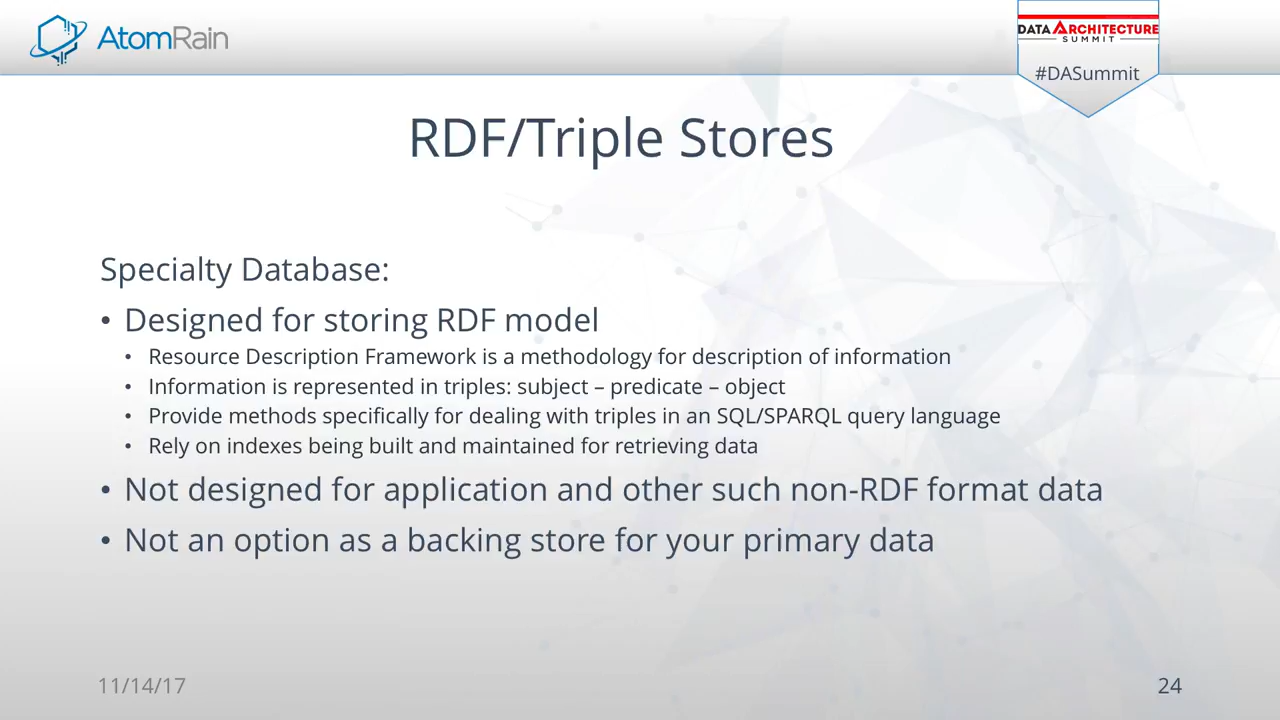 AtomRain
DATA ARCHITECTURE
SUMMIT
#DASummit
RDF/Triple Stores
Specialty Database:
• Designed for storing RDF model
• Resource Description Framework is a methodology for description of information
• Information is represented in triples: subject – predicate – object
• Provide methods specifically for dealing with triples in an SQL/SPARQL query language
• Rely on indexes being built and maintained for retrieving data
• Not designed for application and other such non-RDF format data
• Not an option as a backing store for your primary data
11/14/17
24